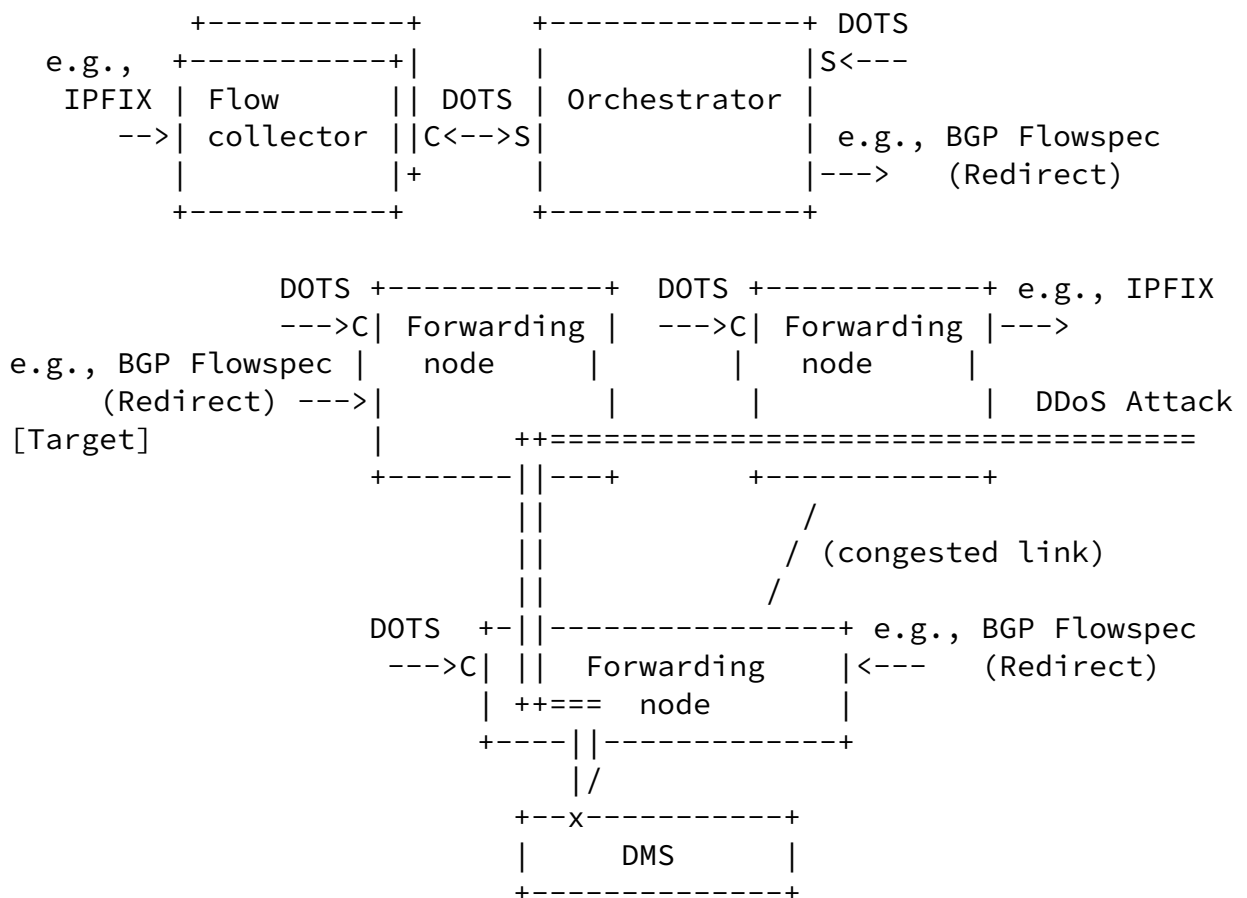 +-----------+        +--------------+ DOTS
e.g.,  +-----------+|       |              |S<---
IPFIX | Flow      || DOTS | Orchestrator |
-->| collector ||C<-->S|              | e.g., BGP Flowspec
|           |+      |              |--->   (Redirect)
+-----------+       +--------------+
DOTS +------------+  DOTS +------------+ e.g., IPFIX
--->C| Forwarding |  --->C| Forwarding |--->
e.g., BGP Flowspec |   node     |       |   node     |
(Redirect) --->|            |       |            |  DDoS Attack
[Target]            |       ++====================================
+-------||---+       +------------+
||              /
||             / (congested link)
||            /
DOTS  +-||----------------+ e.g., BGP Flowspec
--->C| ||  Forwarding    |<---   (Redirect)
| ++===  node       |
+----||-------------+
|/
+--x-----------+
|     DMS      |
+--------------+